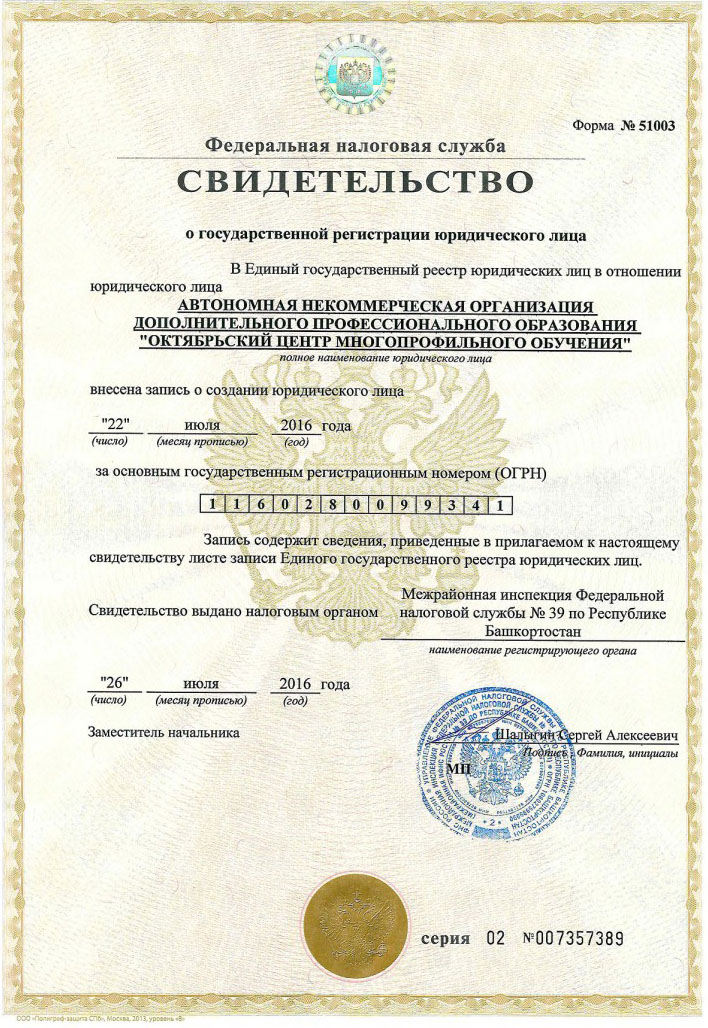 Форма № 51003
Федеральная налоговая служба
СВИДЕТЕЛЬСТВО
о государственной регистрации юридического лица
В Единый государственный реестр юридических лиц в отношении
юридического лица
АВТОНОМНАЯ НЕКОММЕРЧЕСКАЯ ОРГАНИЗАЦИЯ
ДОПОЛНИТЕЛЬНОГО ПРОФЕССИОНАЛЬНОГО ОБРАЗОВАНИЯ
"ОКТЯБРЬСКИЙ ЦЕНТР МНОГОПРОФИЛЬНОГО ОБУЧЕНИЯ"
полное наименование юридического лица
внесена запись о создании юридического лица
"22" июля 2016 года
(число) (месяц прописью) (год)
за основным государственным регистрационным номером (ОГРН)
1 1 6 0 2 8 0 0 9 9 3 4 1
Запись содержит сведения, приведенные в прилагаемом к настоящему
свидетельству листе записи Единого государственного реестра юридических лиц.
Межрайонная инспекция Федеральной
Свидетельство выдано налоговым органом налоговой службы № 39 по Республике
Башкортостан
наименование регистрирующего органа
"26" июля 2016 года
(число) (месяц прописью) (год)
Заместитель начальника Шалыгин Сергей Алексеевич
Подпись, Фамилия, инициалы
МП
серия 02 №007357389
ООО «Полиграф-защита СПб», Москва, 2013, уровень «В»